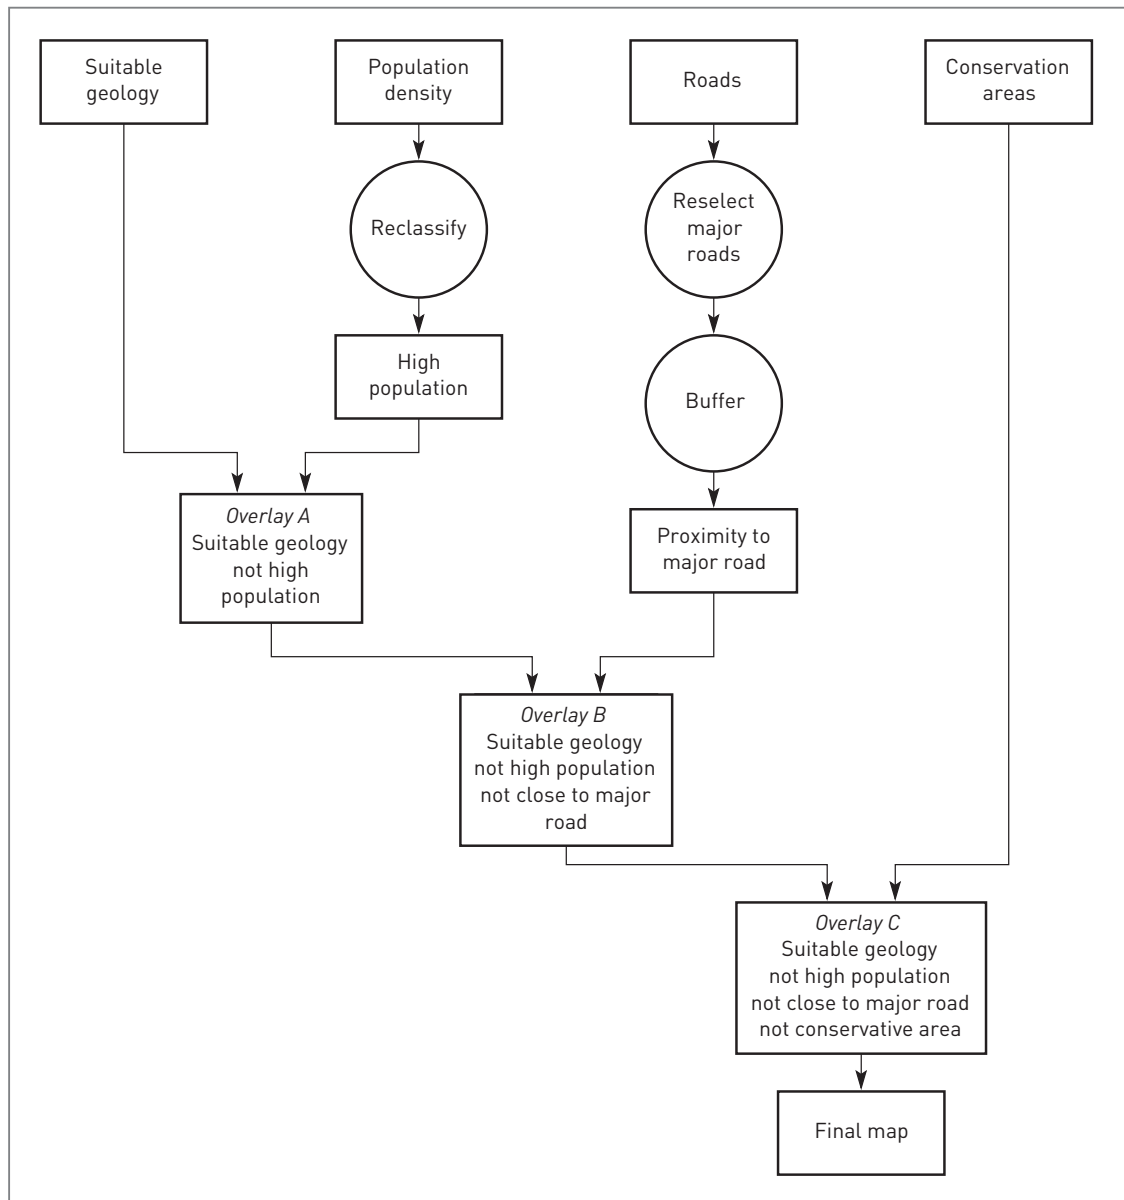 Suitable
geology
Population
density
Roads
Conservation
areas
Reclassify
Reselect
major
roads
High
population
Buffer
Overlay A
Suitable geology
not high
population
Proximity to
major road
Overlay B
Suitable geology
not high population
not close to major
road
Overlay C
Suitable geology
not high population
not close to major road
not conservative area
Final map